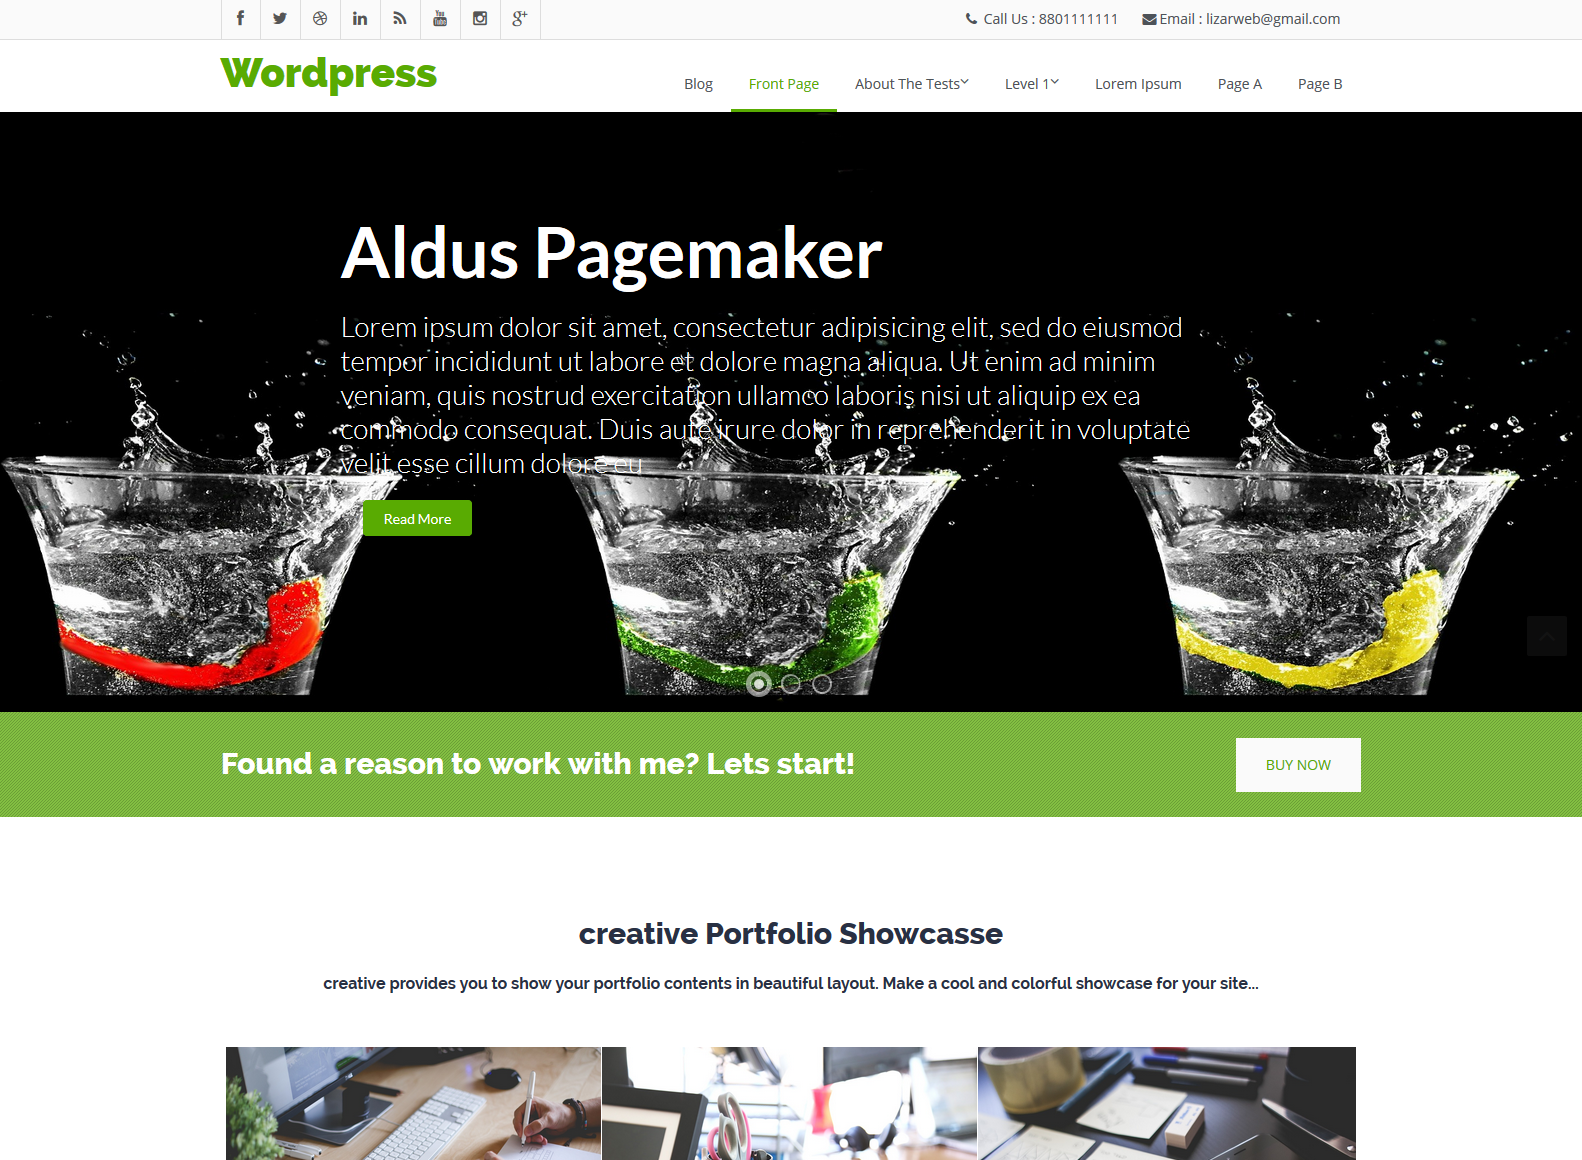 Call Us : 8801111111 Email : lizarweb@gmail.com
Wordpress
Blog Front Page About The Tests Level 1 Lorem Ipsum Page A Page B
Aldus Pagemaker
Lorem ipsum dolor sit amet, consectetur adipisicing elit, sed do eiusmod
tempor incididunt ut labore et dolore magna aliqua. Ut enim ad minim
veniam, quis nostrud exercitation ullamco laboris nisi ut aliquip ex ea
commodo consequat. Duis aute irure dolor in reprehenderit in voluptate
velit esse cillum dolore eu
Read More
Found a reason to work with me? Lets start!
BUY NOW
creative Portfolio Showcasse
creative provides you to show your portfolio contents in beautiful layout. Make a cool and colorful showcase for your site...